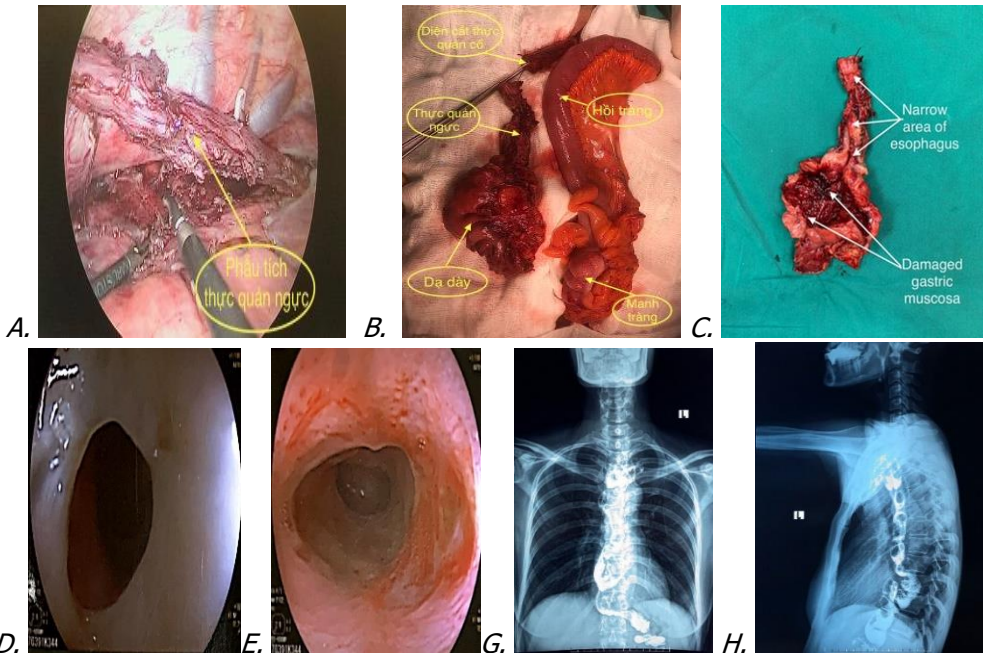 A.
Phẫu tích
thực quản ngực
B.
Diện cắt thực
quản cổ
Thực quản
ngực
Hồi tràng
Dạ dày
Manh
tràng
C.
Narrow
area of
esophagus
Damaged
gastric
muscosa
D.
E.
G.
H.